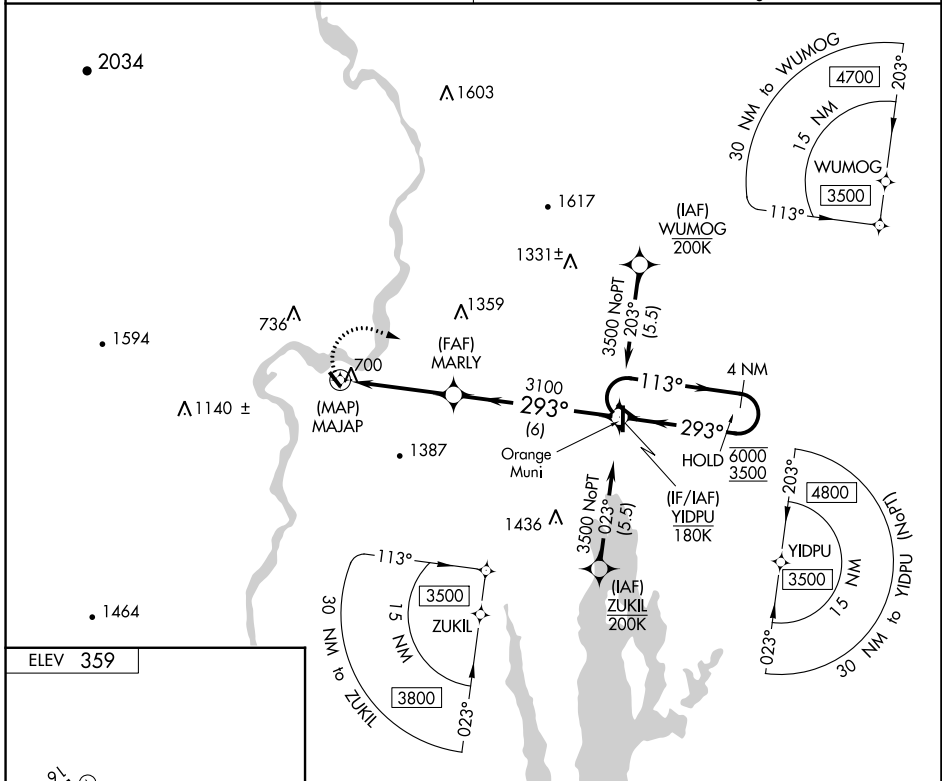 2034
1603
30 NM to WUMOG
4700
203°
15 NM
WUMOG
3500
113°
1617
(IAF)
WUMOG
200K
1331±
3500 NoPT
203°
(5.5)
736
1359
1594
(FAF)
MARLY
700
113°
4 NM
3100
293°
(6)
1140 ±
(MAP)
MAJAP
293°
1387
Orange
Muni
HOLD
6000
3500
(IF/IAF)
YIDPU
180K
1436
3500 NoPT
023°
(5.5)
203°
4800
YIDPU
3500
15 NM
30 NM to YIDPU (NoPT)
023°
113°
3500
ZUKIL
15 NM
30 NM to ZUKIL
3800
023°
(IAF)
ZUKIL
200K
1464
ELEV 359
16